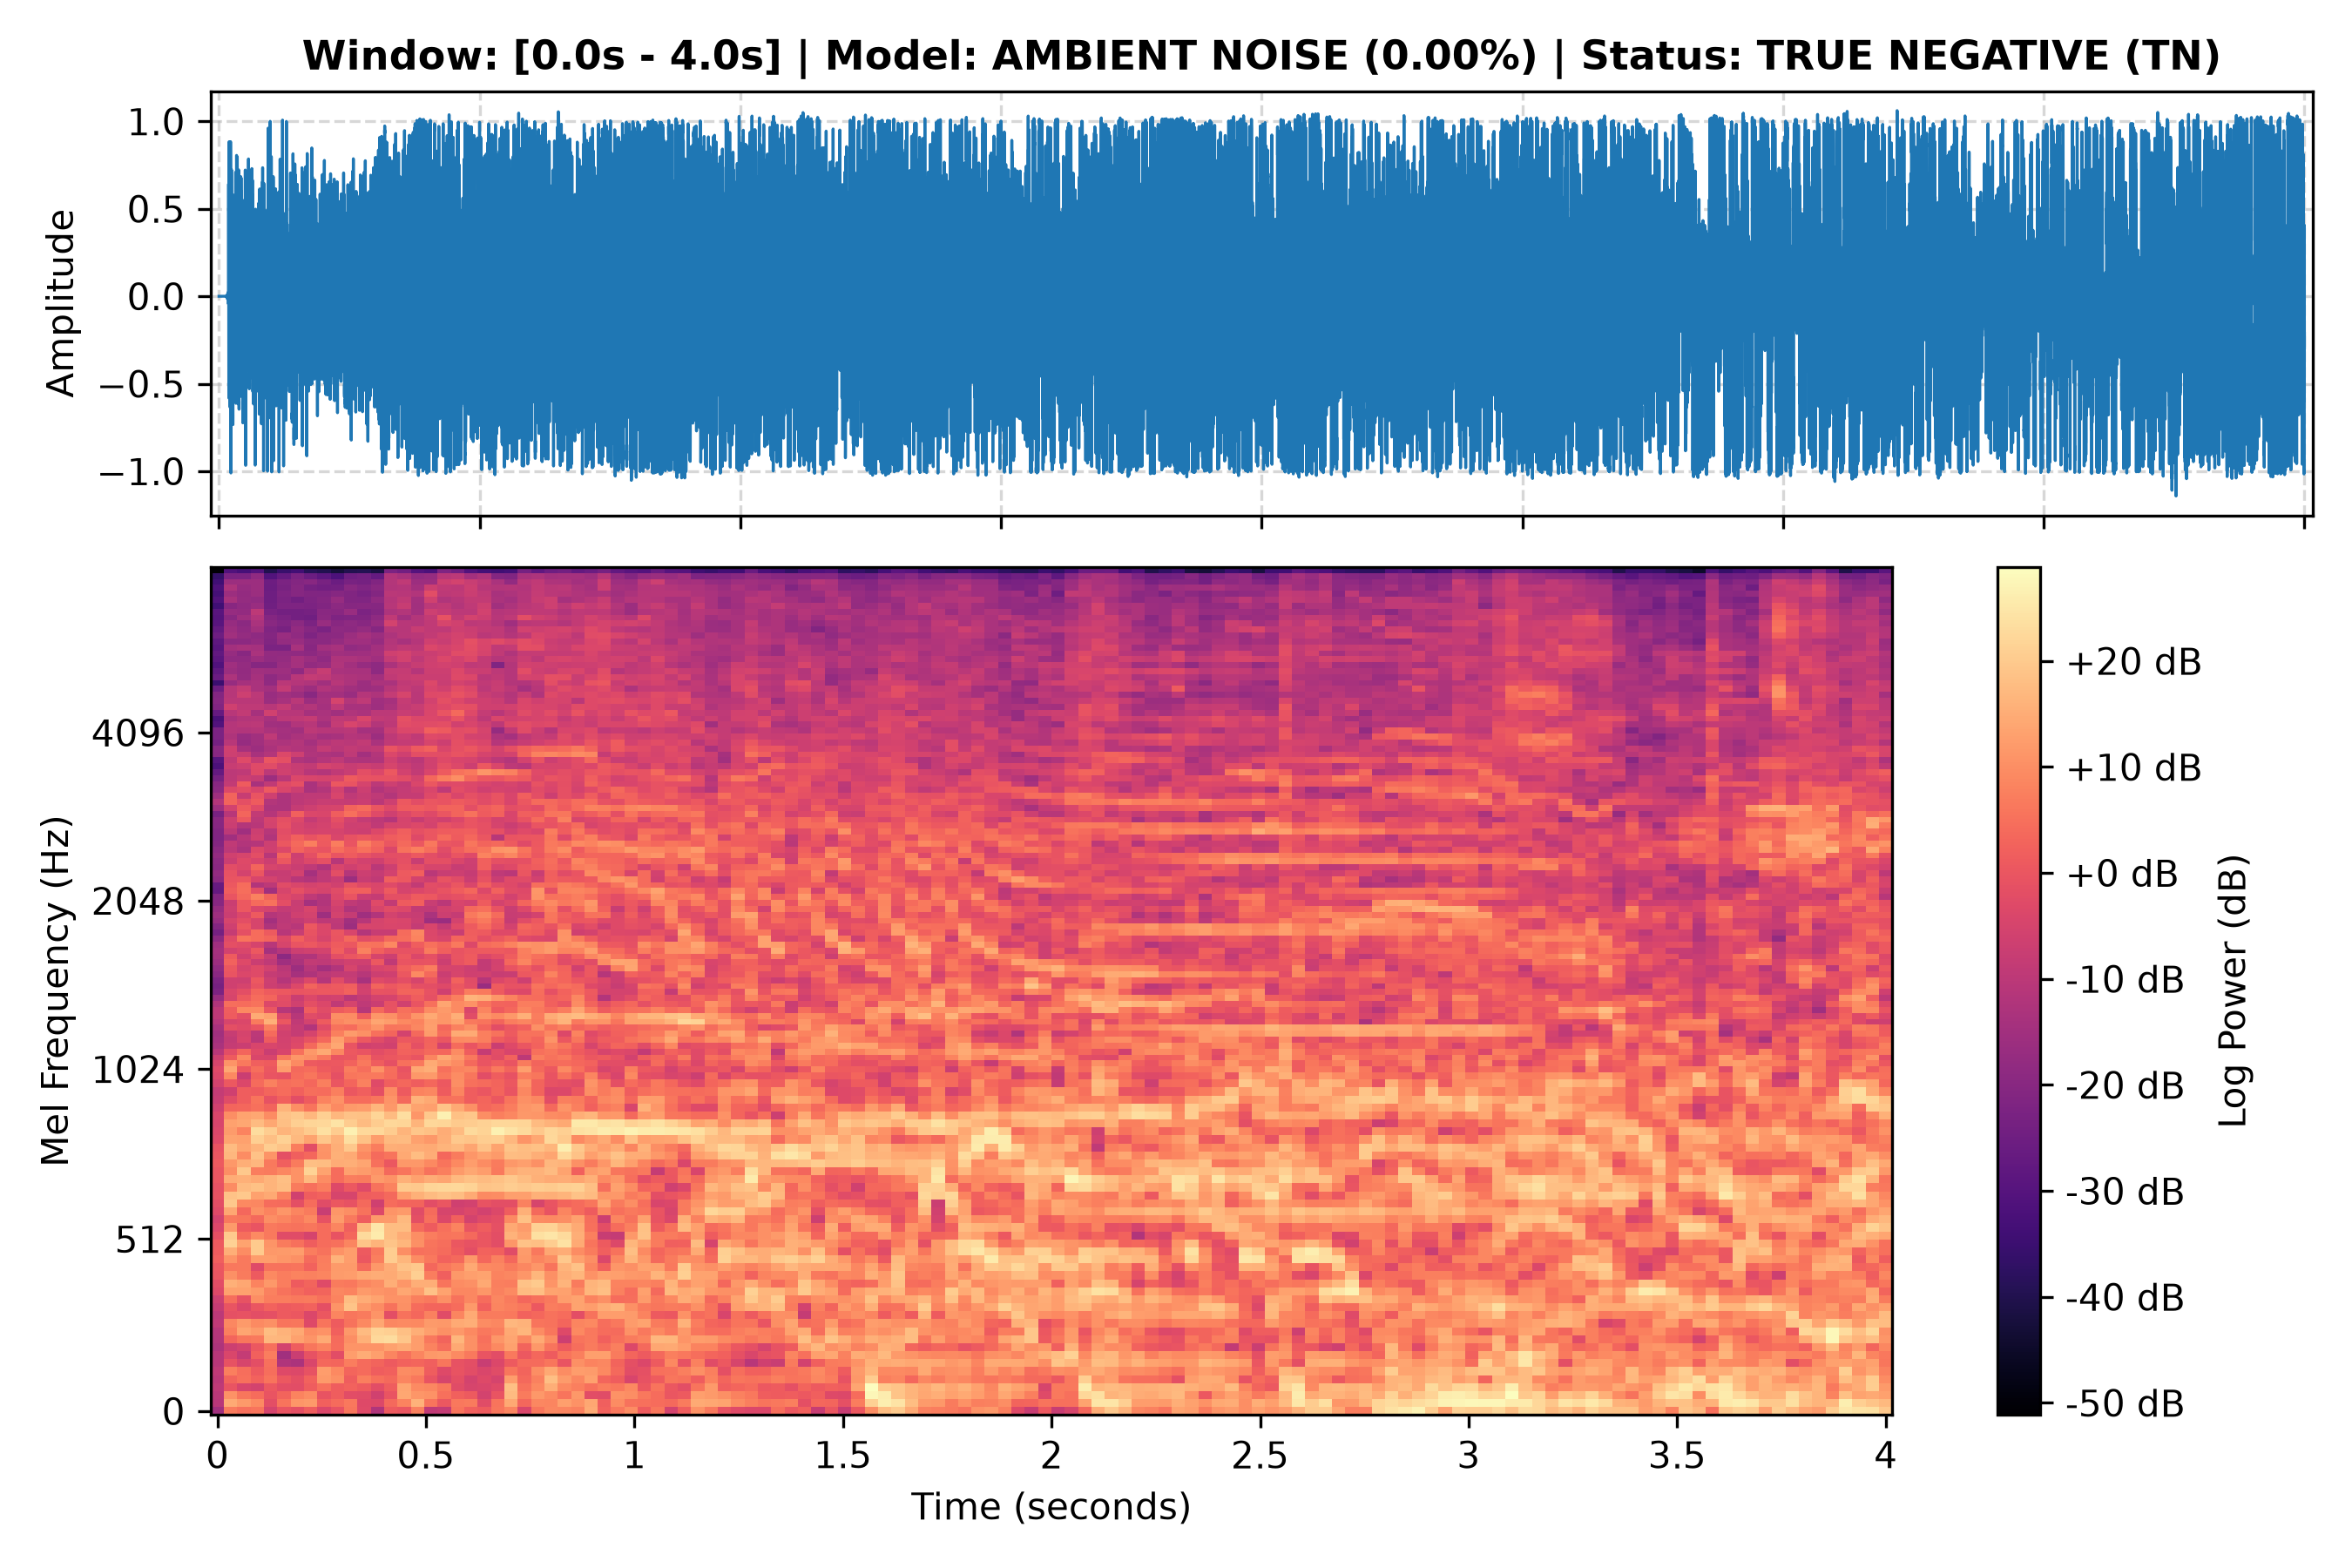 Window: [0.0s - 4.0s] | Model: AMBIENT NOISE (0.00%) | Status: TRUE NEGATIVE (TN)
1.0
0.5
0.0
−0.5
−1.0
Amplitude
4096
2048
1024
512
0
Mel Frequency (Hz)
0
0.5
1
1.5
2
2.5
3
3.5
4
Time (seconds)
+20 dB
+10 dB
+0 dB
-10 dB
-20 dB
-30 dB
-40 dB
-50 dB
Log Power (dB)